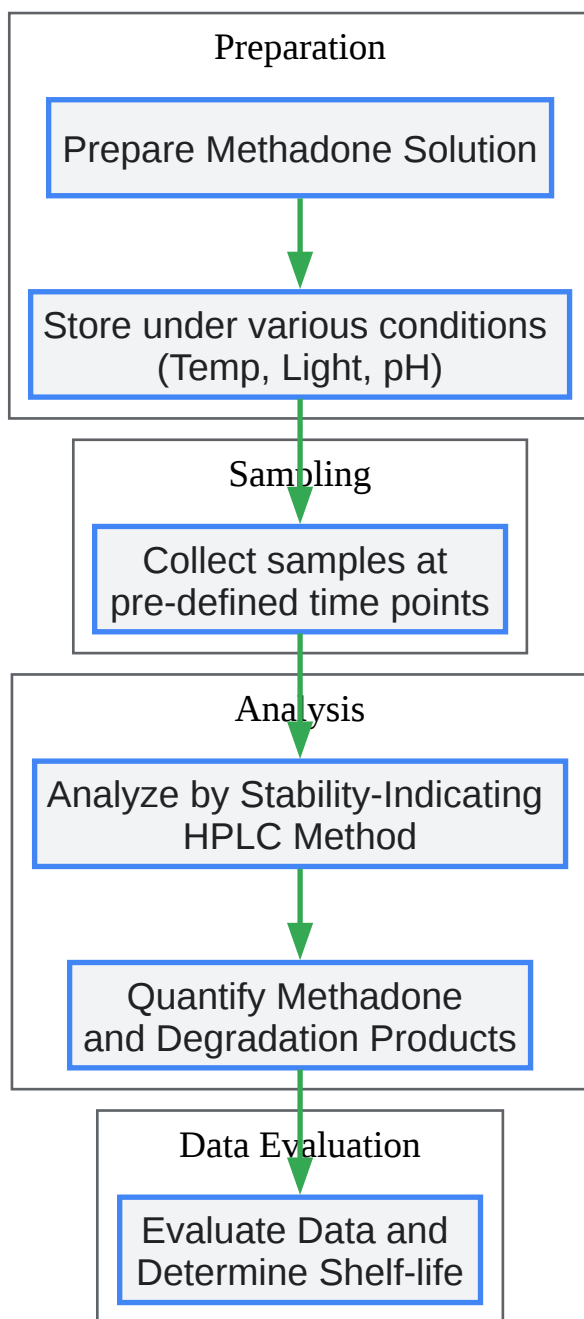 Preparation
Prepare Methadone Solution
Store under various conditions
(Temp, Light, pH)
Sampling
Collect samples at
pre-defined time points
Analysis
Analyze by Stability-Indicating
HPLC Method
Quantify Methadone
and Degradation Products
Data Evaluation
Evaluate Data and
Determine Shelf-life